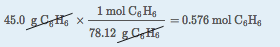 45.0 g C₆H₆ × 1 mol C₆H₆ / 78.12 g C₆H₆ = 0.576 mol C₆H₆